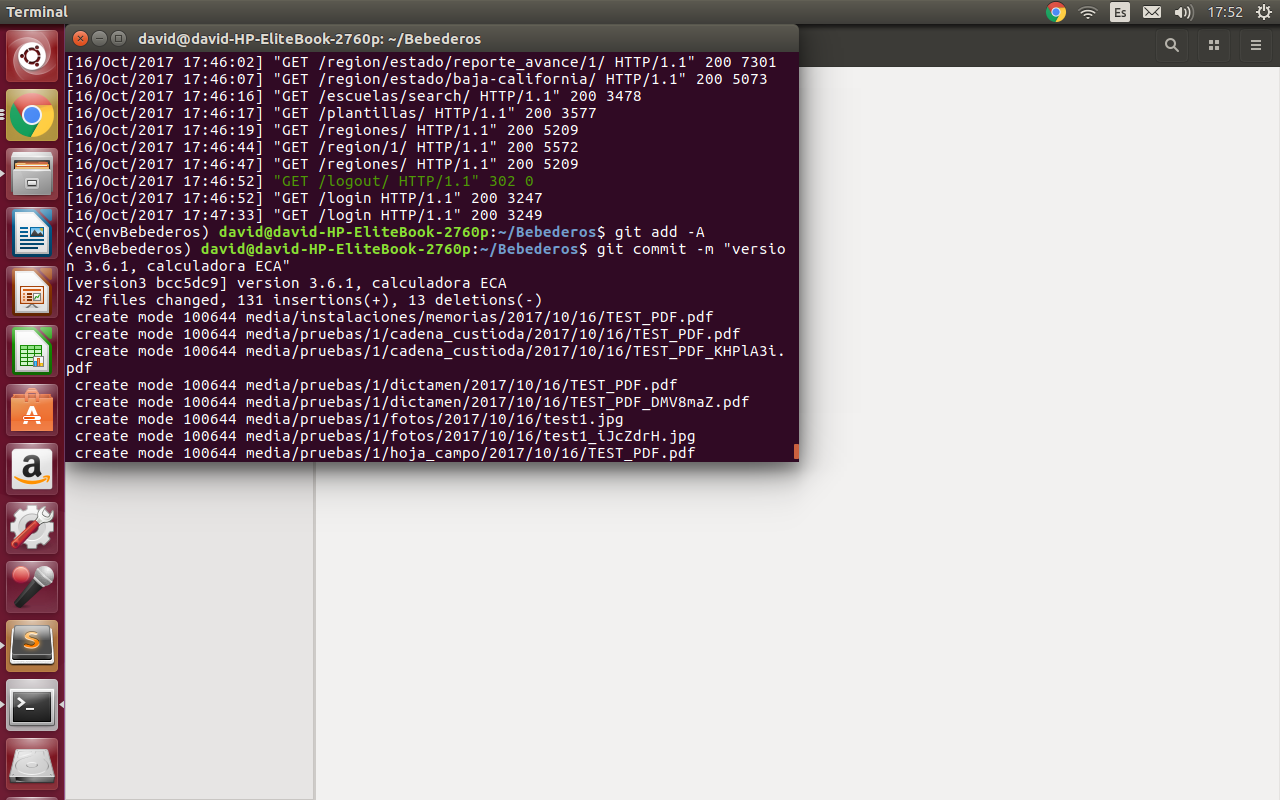 Terminal
Es
17:52
david@david-HP-EliteBook-2760p: ~/Bebederos
[16/Oct/2017 17:46:02] "GET /region/estado/reporte_avance/1/ HTTP/1.1" 200 7301
[16/Oct/2017 17:46:07] "GET /region/estado/baja-california/ HTTP/1.1" 200 5073
[16/Oct/2017 17:46:16] "GET /escuelas/search/ HTTP/1.1" 200 3478
[16/Oct/2017 17:46:17] "GET /plantillas/ HTTP/1.1" 200 3577
[16/Oct/2017 17:46:19] "GET /regiones/ HTTP/1.1" 200 5209
[16/Oct/2017 17:46:44] "GET /region/1/ HTTP/1.1" 200 5572
[16/Oct/2017 17:46:47] "GET /regiones/ HTTP/1.1" 200 5209
[16/Oct/2017 17:46:52] "GET /logout/ HTTP/1.1" 302 0
[16/Oct/2017 17:46:52] "GET /login HTTP/1.1" 200 3247
[16/Oct/2017 17:47:33] "GET /login HTTP/1.1" 200 3249
^C(envBebederos) david@david-HP-EliteBook-2760p:~/Bebederos$ git add -A
(envBebederos) david@david-HP-EliteBook-2760p:~/Bebederos$ git commit -m "versio
n 3.6.1, calculadora ECA"
[version3 bcc5dc9] version 3.6.1, calculadora ECA
 42 files changed, 131 insertions(+), 13 deletions(-)
 create mode 100644 media/instalaciones/memorias/2017/10/16/TEST_PDF.pdf
 create mode 100644 media/pruebas/1/cadena_custioda/2017/10/16/TEST_PDF.pdf
 create mode 100644 media/pruebas/1/cadena_custioda/2017/10/16/TEST_PDF_KHPlA3i.
pdf
 create mode 100644 media/pruebas/1/dictamen/2017/10/16/TEST_PDF.pdf
 create mode 100644 media/pruebas/1/dictamen/2017/10/16/TEST_PDF_DMV8maZ.pdf
 create mode 100644 media/pruebas/1/fotos/2017/10/16/test1.jpg
 create mode 100644 media/pruebas/1/fotos/2017/10/16/test1_iJcZdrH.jpg
 create mode 100644 media/pruebas/1/hoja_campo/2017/10/16/TEST_PDF.pdf